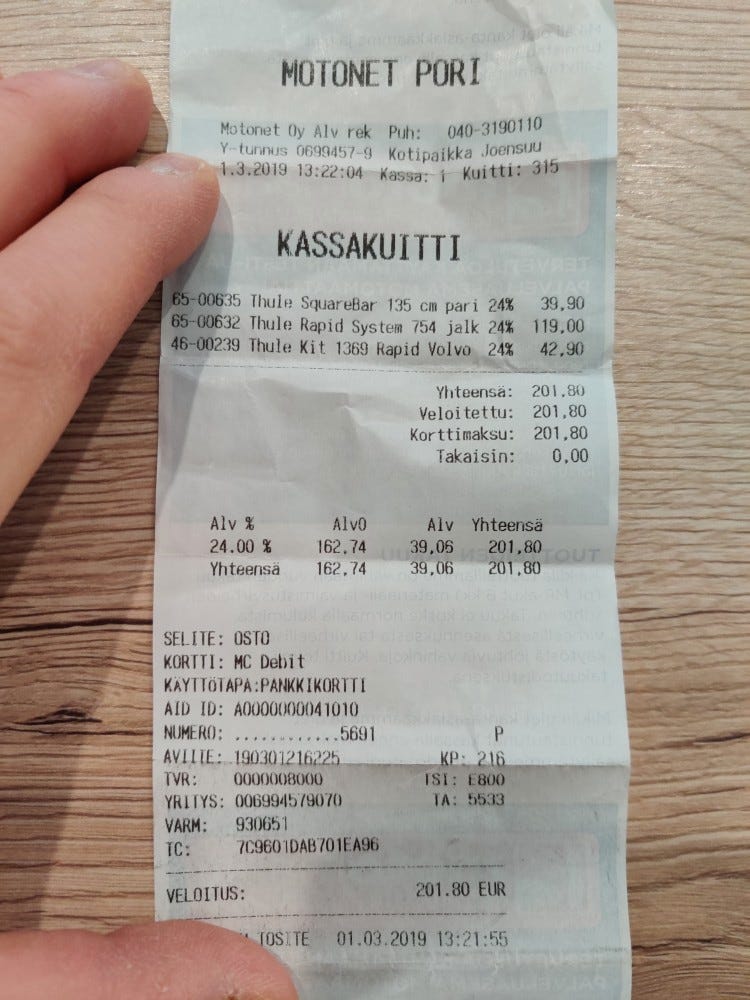 MOTONET PORI
Motonet Oy Alv rek Puh: 040-3190110
Y-tunnus 0699457-9 Kotipaikka Joensuu
1.3.2019 13:22:04 Kassa: 1 Kuitti: 315
KASSAKUITTI
65-00635 Thule SquareBar 135 cm pari 24% 39,90
65-00632 Thule Rapid System 754 jalk 24% 119,00
46-00239 Thule Kit 1369 Rapid Volvo 24% 42,90
Yhteensä: 201,80
Veloitettu: 201,80
Korttimaksu: 201,80
Takaisin: 0,00
Alv % Alv0 Alv Yhteensä
24.00 % 162,74 39,06 201,80
Yhteensä 162,74 39,06 201,80
SELITE: OSTO
KORTTI: MC Debit
KÄYTTÖTAPA:PANKKIKORTTI
AID ID: A0000000041010
NUMERO: ............5691 P
AVIITE: 190301216225 KP: 216
TVR: 0000008000 TSI: E800
YRITYS: 006994579070 TA: 5533
VARM: 930651
TC: 7C9601DAB701EA96
VELOITUS: 201.80 EUR
TOSITE 01.03.2019 13:21:55